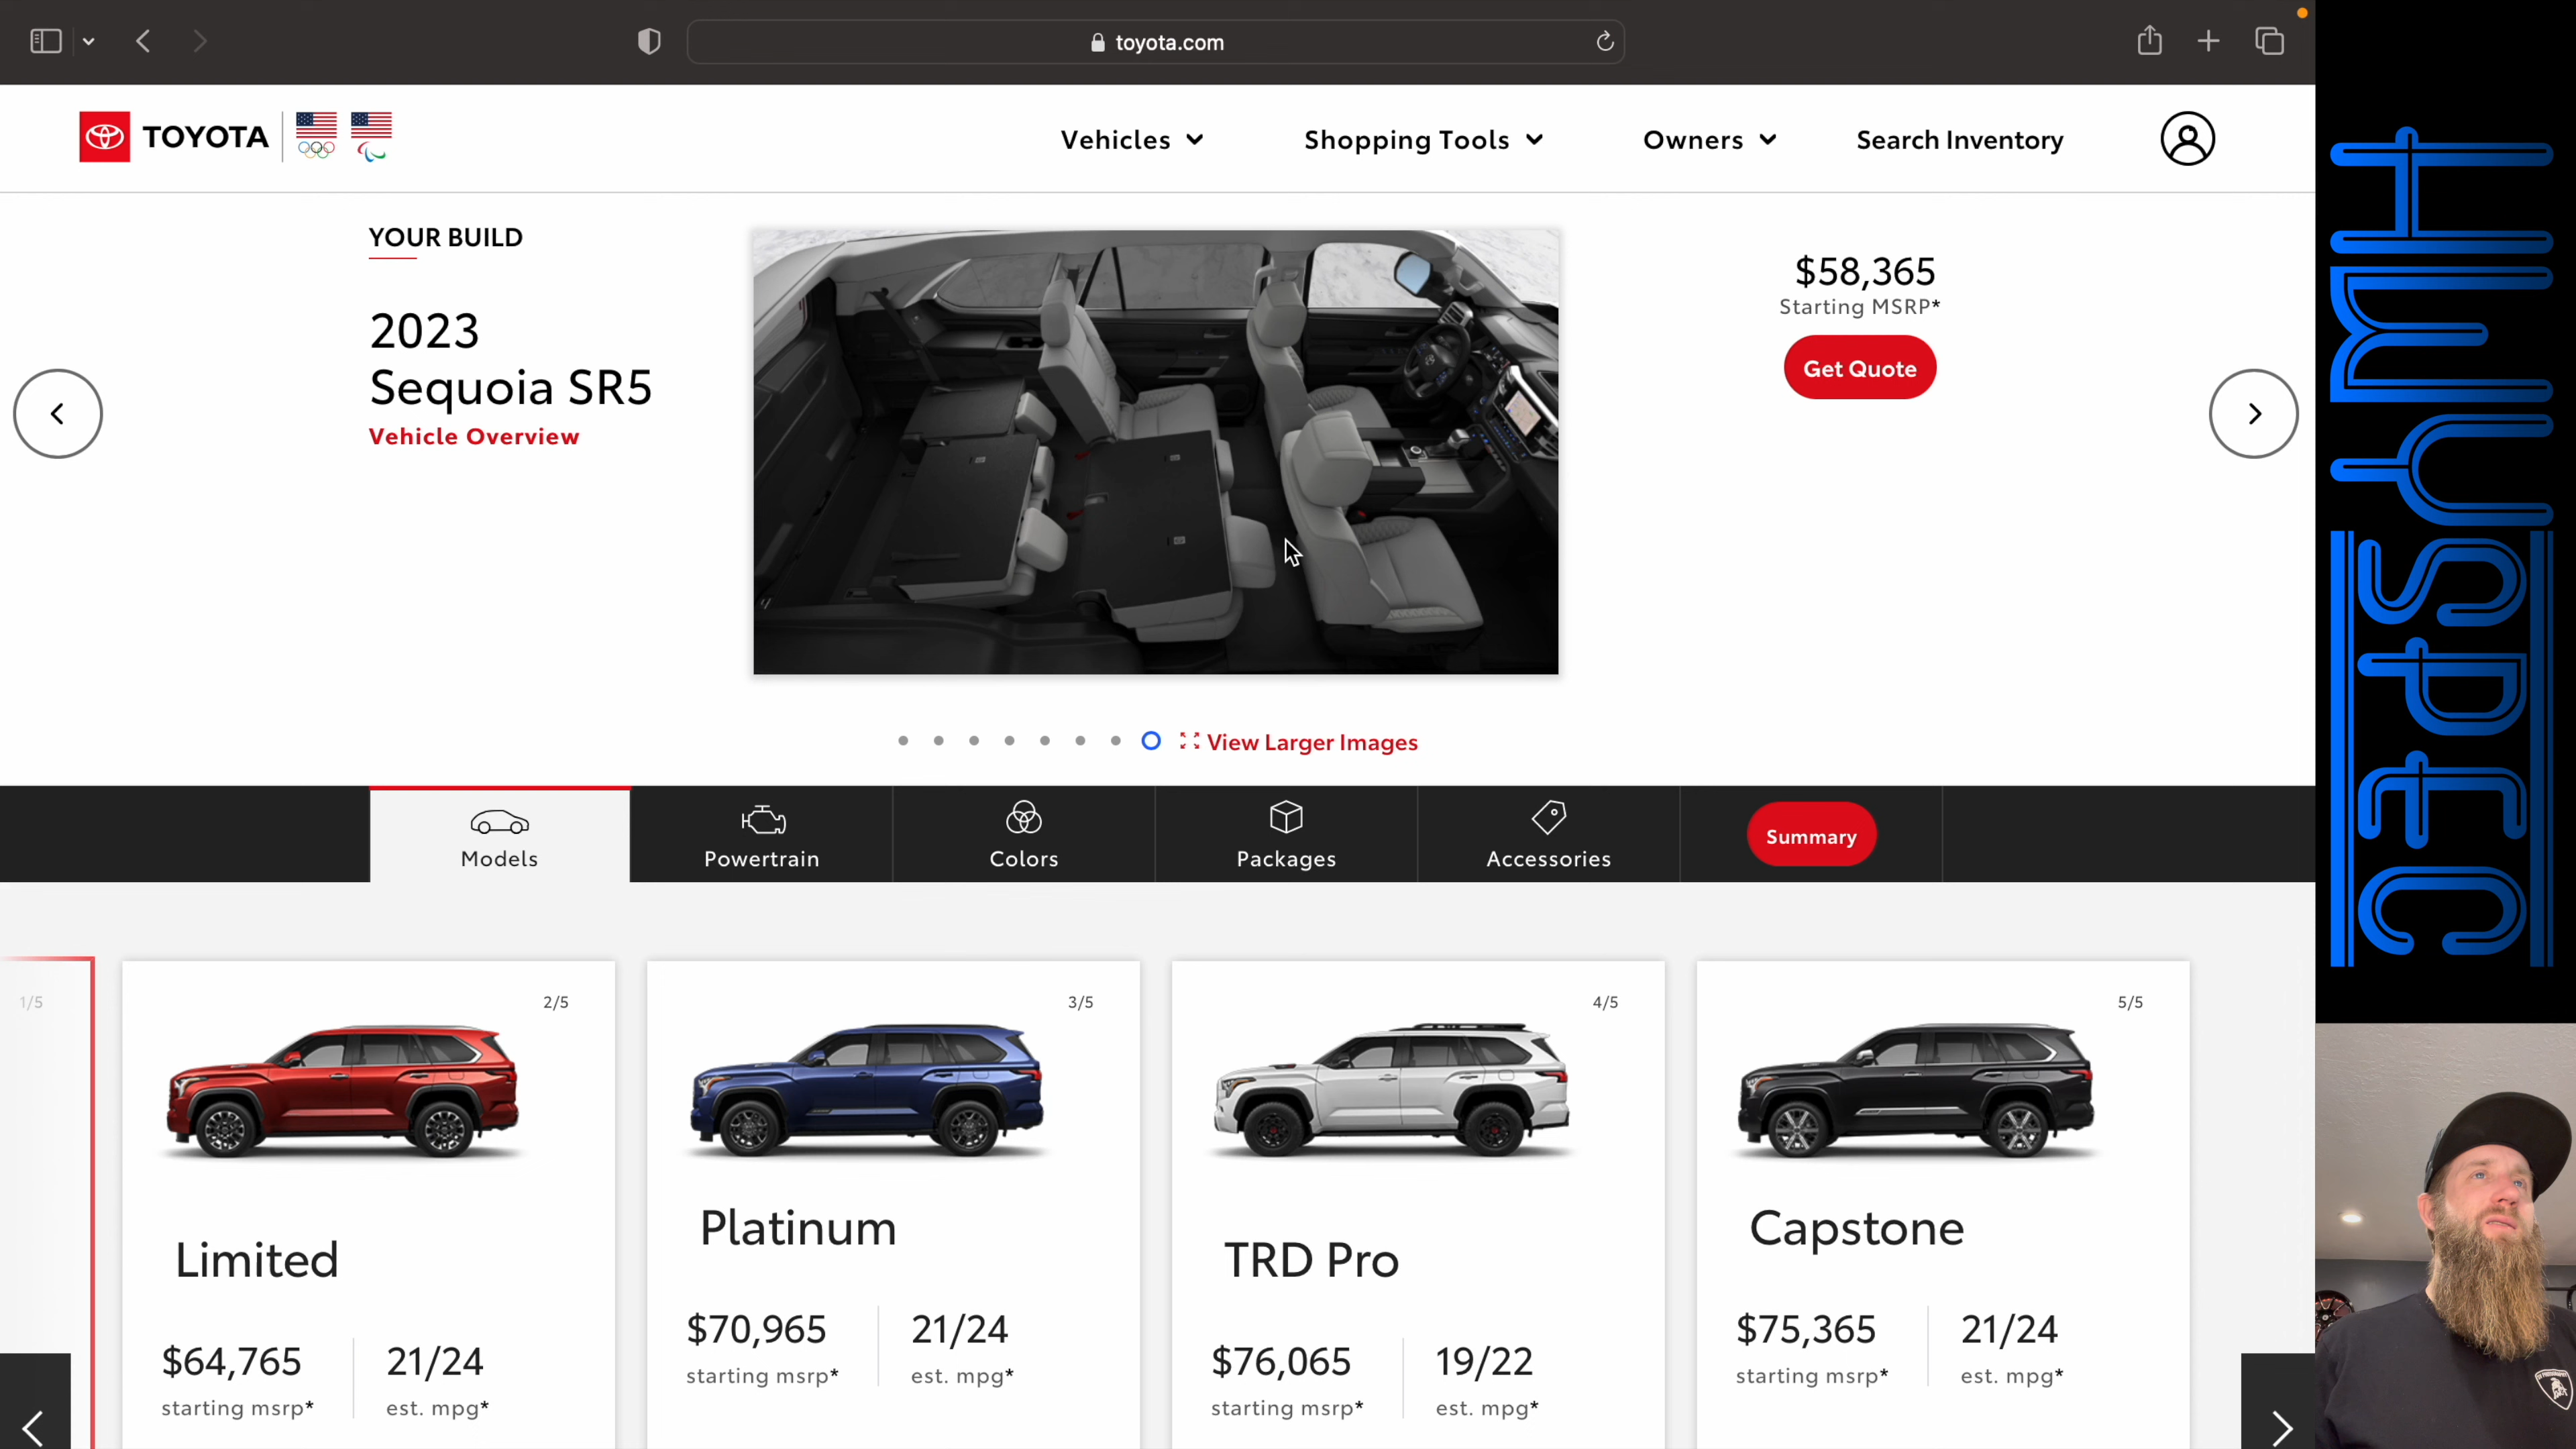 toyota.com
TOYOTA
Vehicles
Shopping Tools
Owners
Search Inventory
YOUR BUILD
2023
Sequoia SR5
Vehicle Overview
$58,365
Starting MSRP*
Get Quote
View Larger Images
Models
Powertrain
Colors
Packages
Accessories
Summary
1/5
2/5
Limited
$64,765
starting msrp*
21/24
est. mpg*
3/5
Platinum
$70,965
starting msrp*
21/24
est. mpg*
4/5
TRD Pro
$76,065
starting msrp*
19/22
est. mpg*
5/5
Capstone
$75,365
starting msrp*
21/24
est. mpg*